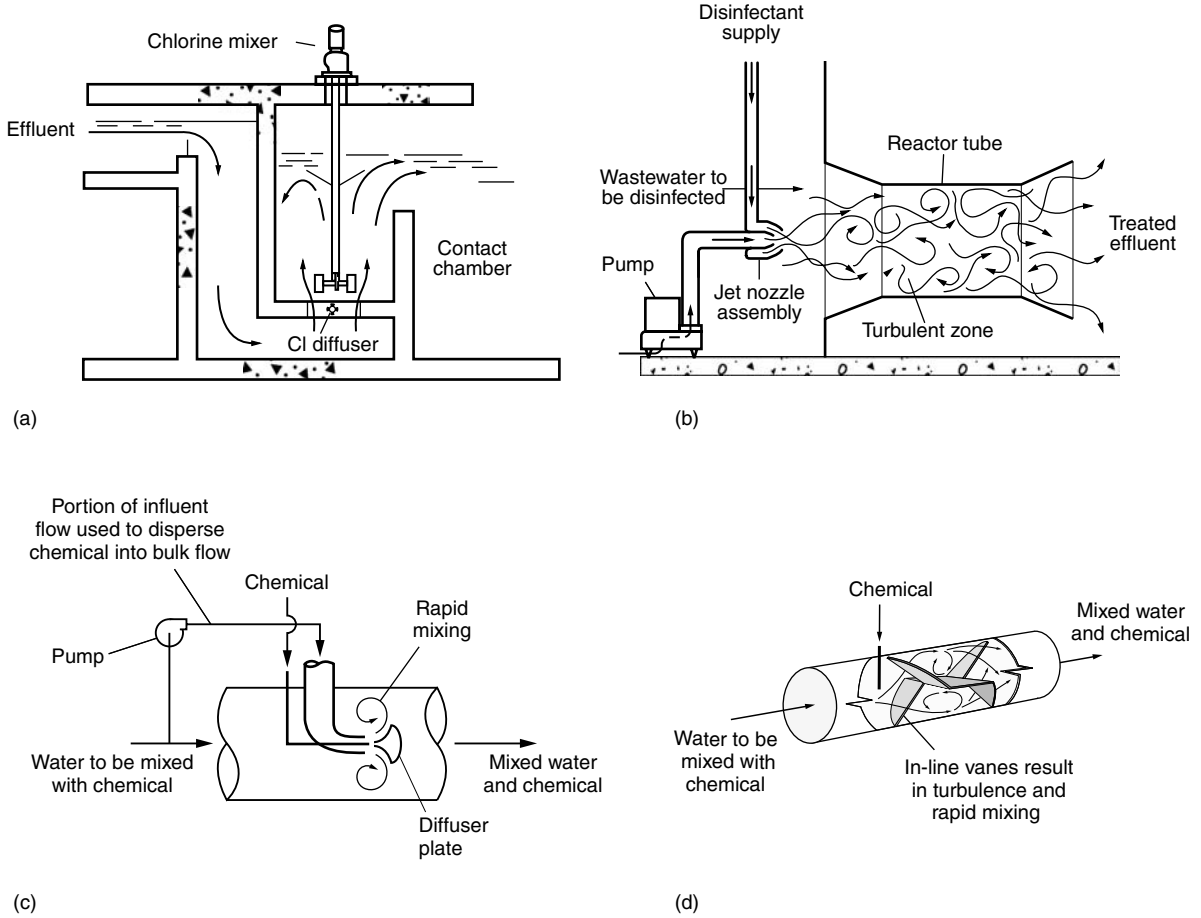 Chlorine mixer
Effluent
Contact
chamber
Cl diffuser
(a)
Disinfectant
supply
Reactor tube
Wastewater to
be disinfected
Treated
effluent
Pump
Jet nozzle
assembly
Turbulent zone
(b)
Portion of influent
flow used to disperse
chemical into bulk flow
Chemical
Rapid
mixing
Pump
Water to be mixed
with chemical
Mixed water
and chemical
Diffuser
plate
(c)
Chemical
Mixed water
and chemical
Water to be
mixed with
chemical
In-line vanes result
in turbulence and
rapid mixing
(d)